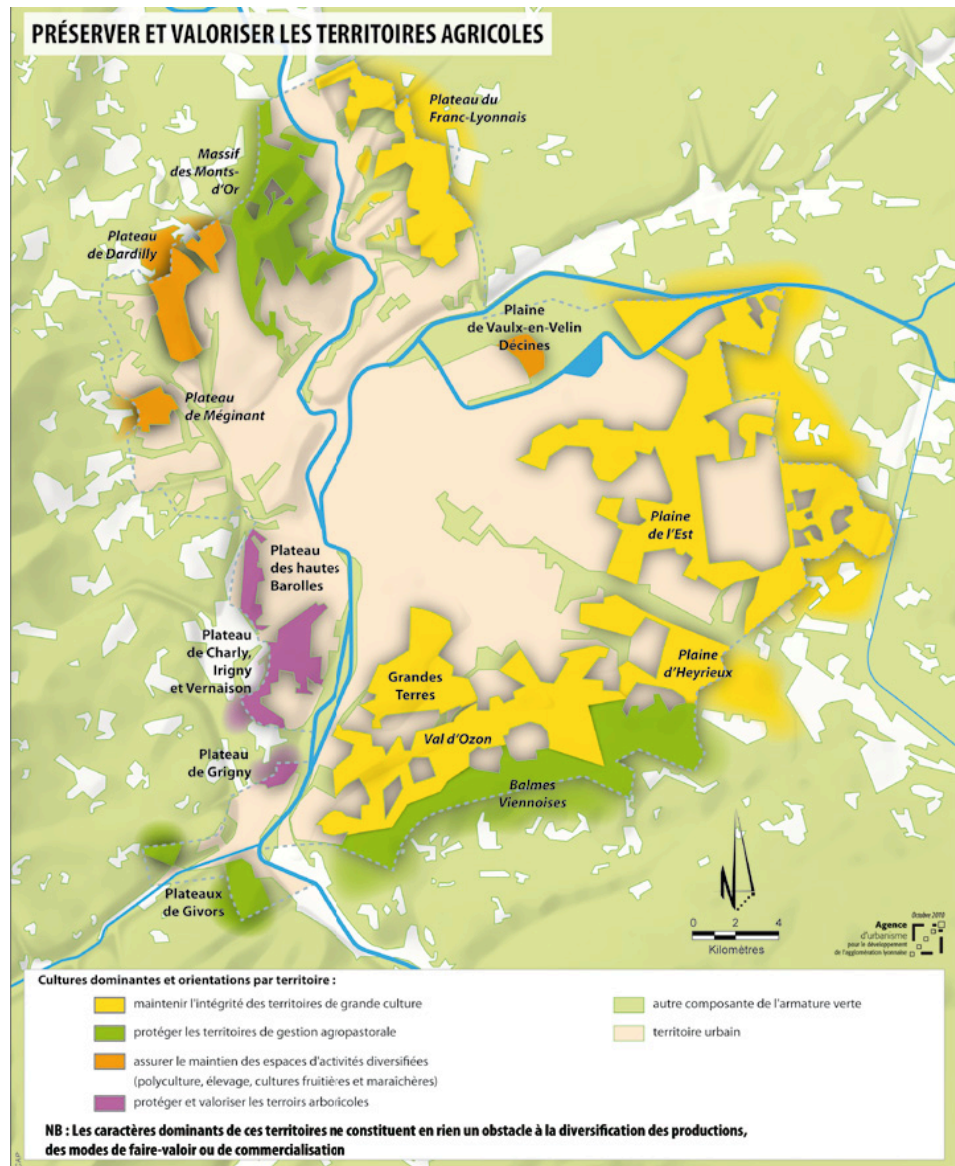 PRÉSERVER ET VALORISER LES TERRITOIRES AGRICOLES
Plateau du
Franc-Lyonnais
Massif
des Monts-
d'Or
Plateau
de Dardilly
Plaine
de Vaulx-en-Velin
Décines
Plateau
de Méginant
Plaine
de l'Est
Plateau
des hautes
Barolles
Plateau
de Charly,
Irigny
et Vernaison
Grandes
Terres
Plaine
d'Heyrieux
Val d'Ozon
Plateau
de Grigny
Balmes
Viennoises
Plateaux
de Givors
N
0 2 4
Kilomètres
Octobre 2010
Agence
d'urbanisme
pour le développement
de l'agglomération lyonnaise
Cultures dominantes et orientations par territoire :
maintenir l'intégrité des territoires de grande culture
protéger les territoires de gestion agropastorale
assurer le maintien des espaces d'activités diversifiées
(polyculture, élevage, cultures fruitières et maraîchères)
protéger et valoriser les terroirs arboricoles
autre composante de l'armature verte
territoire urbain
NB : Les caractères dominants de ces territoires ne constituent en rien un obstacle à la diversification des productions,
des modes de faire-valoir ou de commercialisation